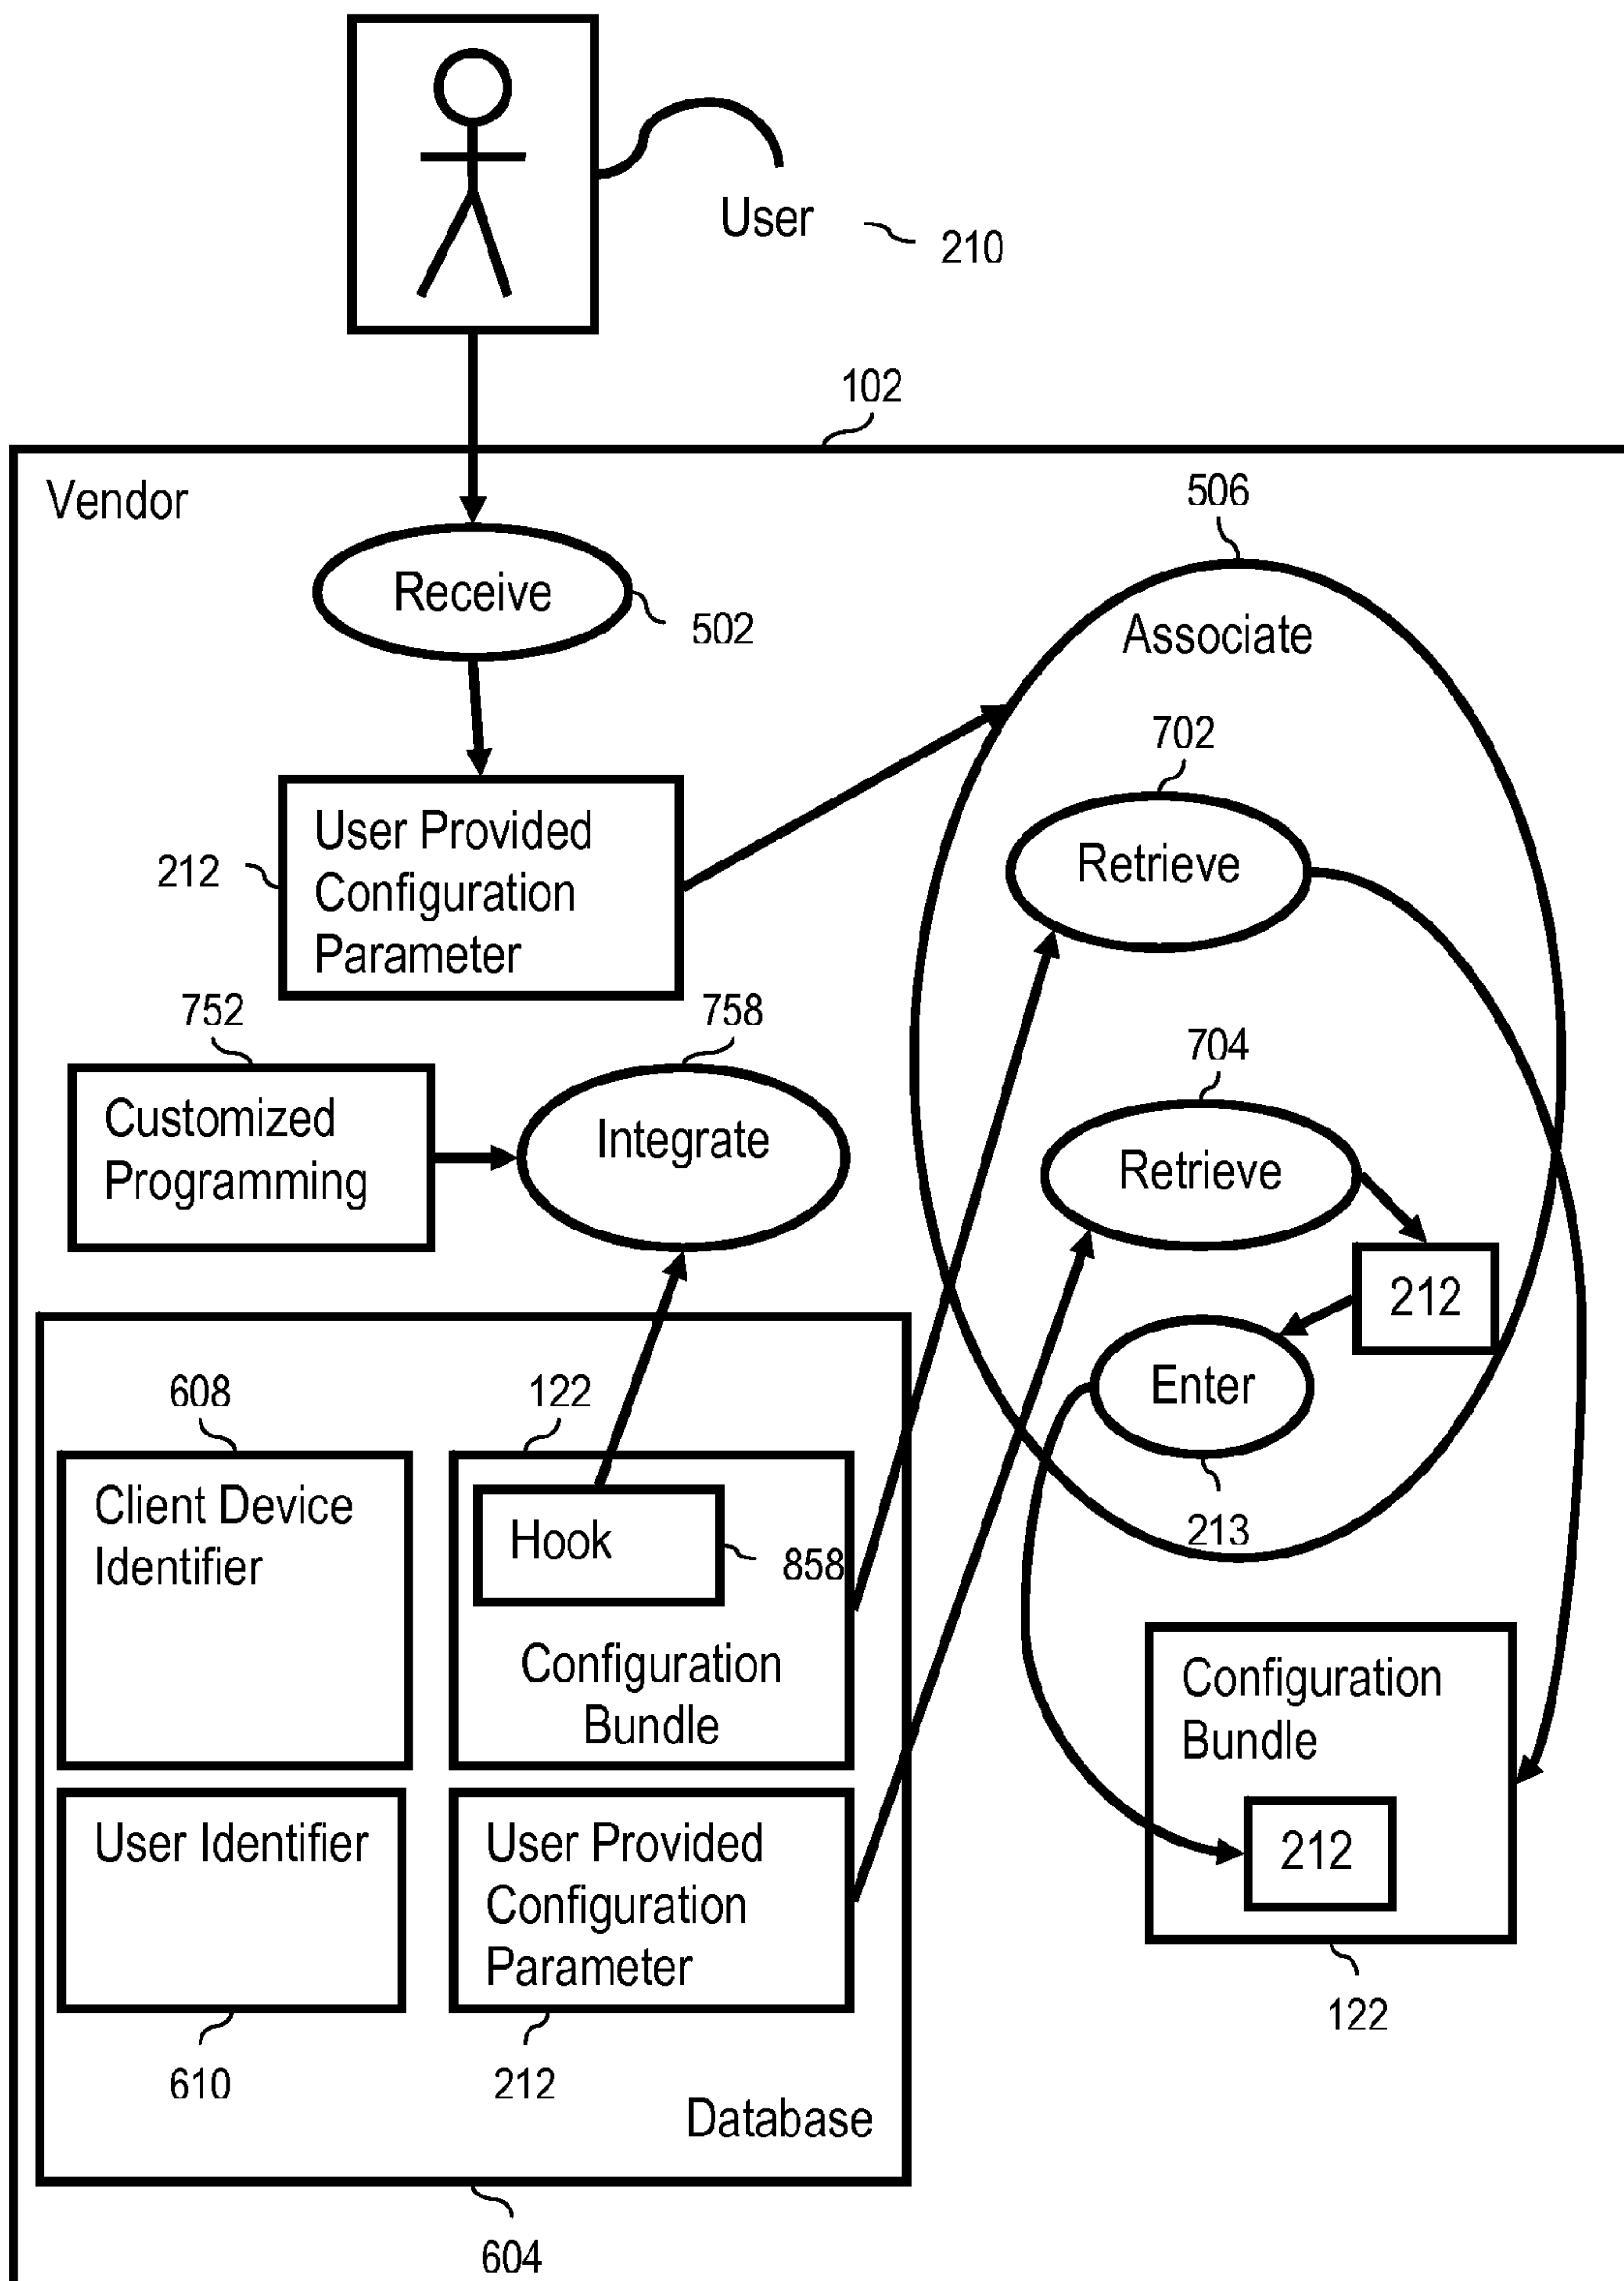 User
210
102
Vendor
506
Receive
502
Associate
702
User Provided
Configuration
Parameter
212
Retrieve
752
758
704
Customized
Programming
Integrate
Retrieve
212
608
122
Enter
Client Device
Identifier
Hook
858
213
Configuration
Bundle
Configuration
Bundle
User Identifier
User Provided
Configuration
Parameter
212
122
610
212
Database
604